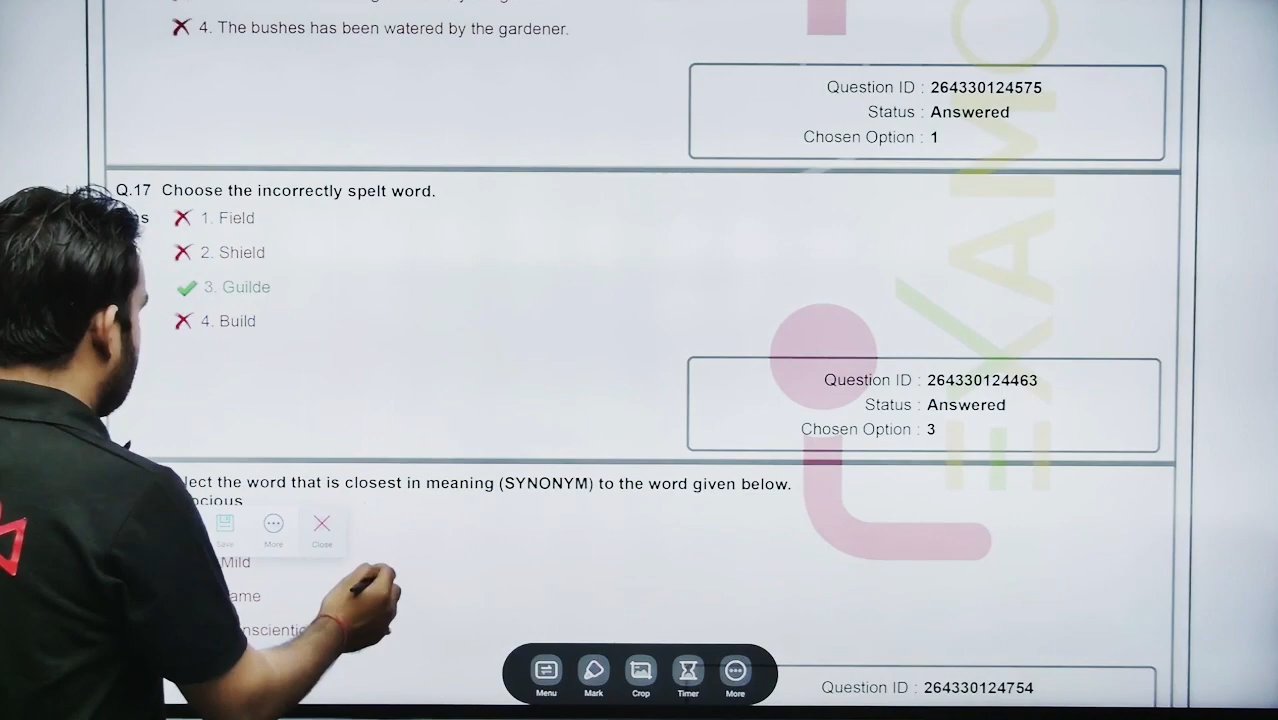 4. The bushes has been watered by the gardener.
Question ID : 264330124575
Status : Answered
Chosen Option : 1
Q.17 Choose the incorrectly spelt word.
1. Field
2. Shield
3. Guilde
4. Build
Question ID : 264330124463
Status : Answered
Chosen Option : 3
the word that is closest in meaning (SYNONYM) to the word given below.
Save More Close
Mild
Menu Mark Crop Timer More
Question ID : 264330124754
EXAMO